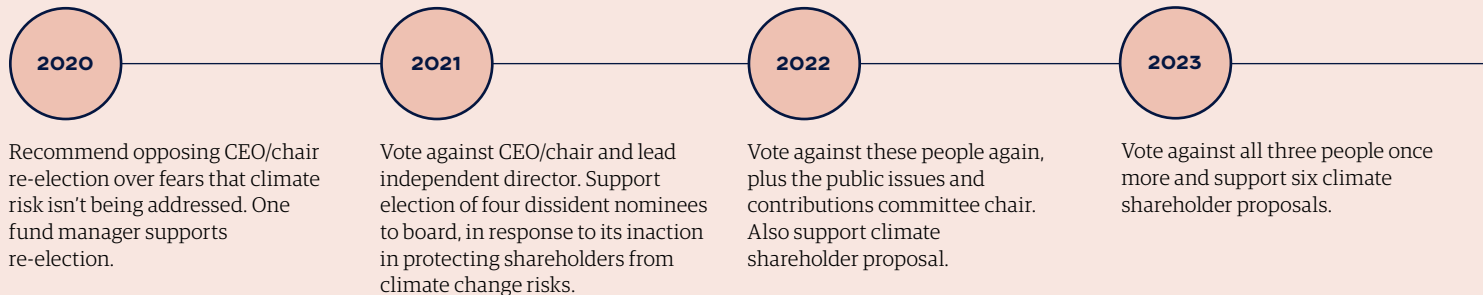 2020
Recommend opposing CEO/chair
re-election over fears that climate
risk isn't being addressed. One
fund manager supports
re-election.
2021
Vote against CEO/chair and lead
independent director. Support
election of four dissident nominees
to board, in response to its inaction
in protecting shareholders from
climate change risks.
2022
Vote against these people again,
plus the public issues and
contributions committee chair.
Also support climate
shareholder proposal.
2023
Vote against all three people once
more and support six climate
shareholder proposals.